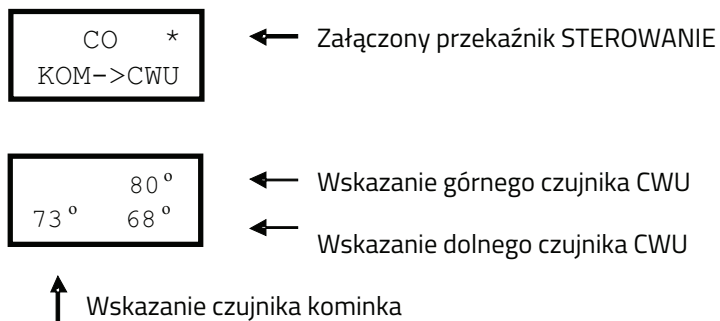 CO *
Załączony przekaźnik STEROWANIE
KOM->CWU
80°
Wskazanie górnego czujnika CWU
73° 68°
Wskazanie dolnego czujnika CWU
Wskazanie czujnika kominka